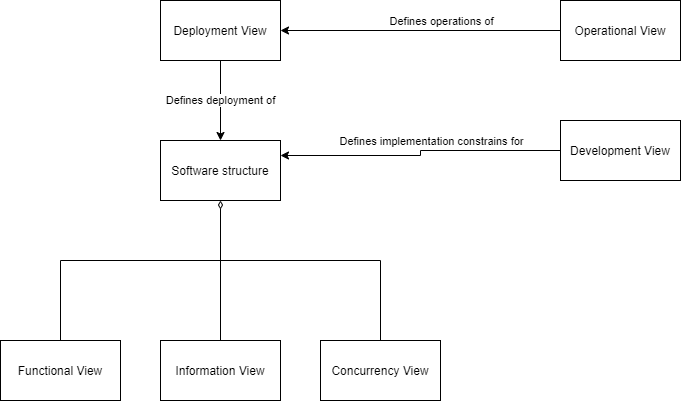 Deployment View
Defines operations of
Operational View
Defines deployment of
Defines implementation constrains for
Development View
Software structure
Functional View
Information View
Concurrency View